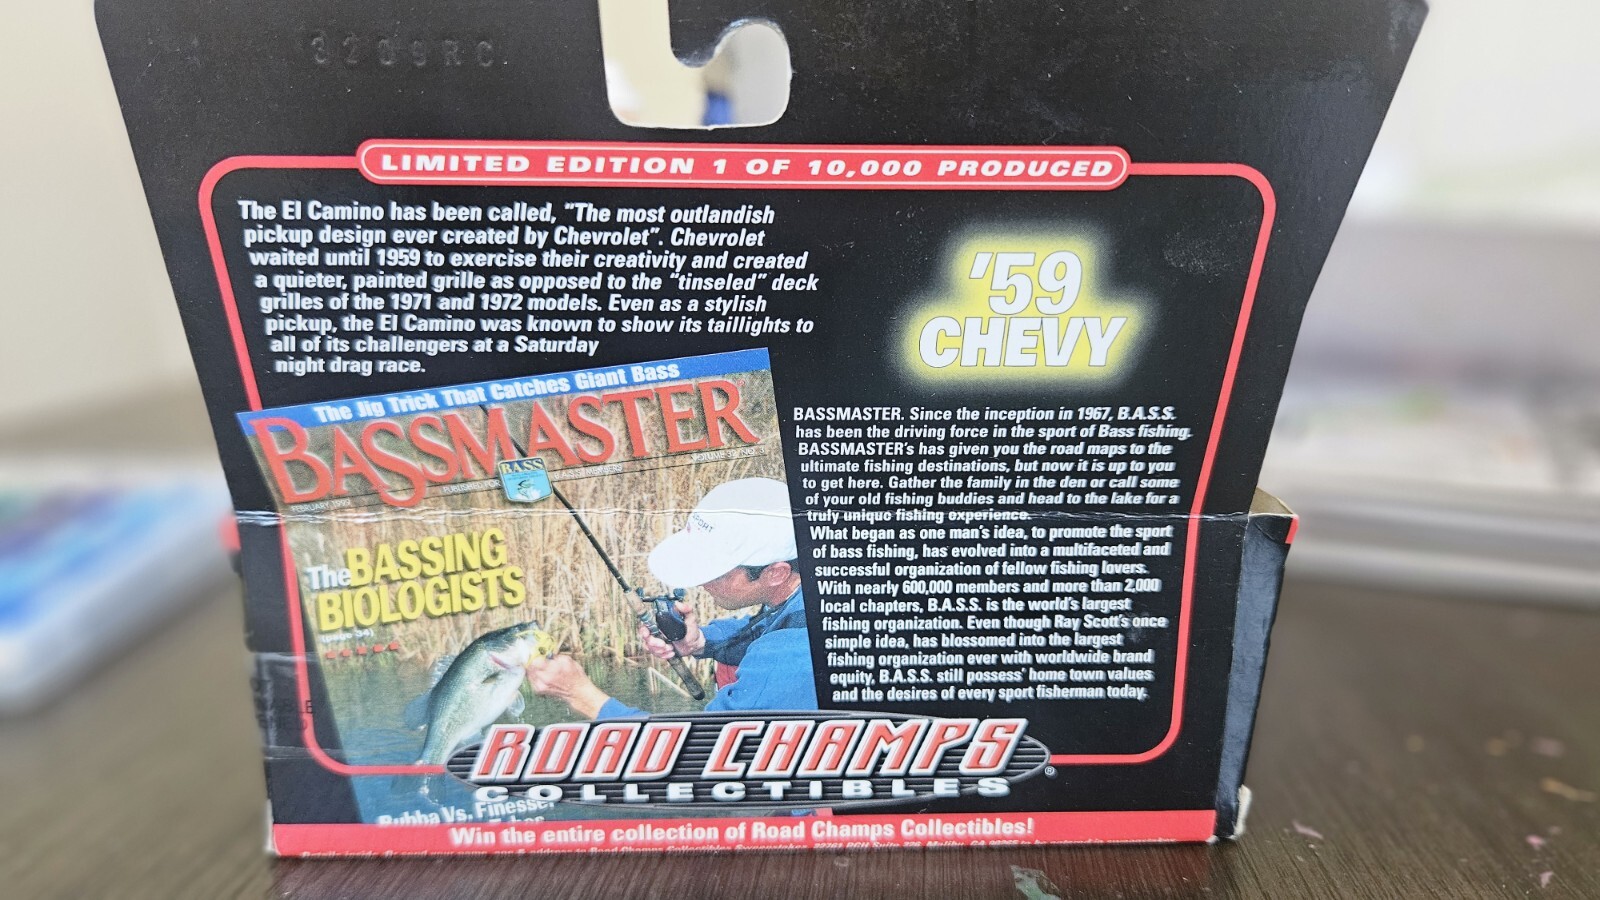 3209RC
LIMITED EDITION 1 OF 10,000 PRODUCED
The El Camino has been called, "The most outlandish
pickup design ever created by Chevrolet". Chevrolet
waited until 1959 to exercise their creativity and created
a quieter, painted grille as opposed to the "tinseled" deck
grilles of the 1971 and 1972 models. Even as a stylish
pickup, the El Camino was known to show its taillights to
all of its challengers at a Saturday
night drag race.
'59
CHEVY
The Jig Trick That Catches Giant Bass
BASSMASTER
BASS
FEBRUARY 1999
VOLUME 32, NO.
The BASSING
BIOLOGISTS
(page 34)
BASSMASTER. Since the inception in 1967, B.A.S.S.
has been the driving force in the sport of Bass fishing.
BASSMASTER's has given you the road maps to the
ultimate fishing destinations, but now it is up to you
to get here. Gather the family in the den or call some
of your old fishing buddies and head to the lake for a
truly unique fishing experience.
What began as one man's idea, to promote the sport
of bass fishing, has evolved into a multifaceted and
successful organization of fellow fishing lovers.
With nearly 600,000 members and more than 2,000
local chapters, B.A.S.S. is the world's largest
fishing organization. Even though Ray Scott's once
simple idea, has blossomed into the largest
fishing organization ever with worldwide brand
equity, B.A.S.S. still possess' home town values
and the desires of every sport fisherman today.
ROAD CHAMPS®
COLLECTIBLES
Bubba Vs. Finesse:
Win the entire collection of Road Champs Collectibles!